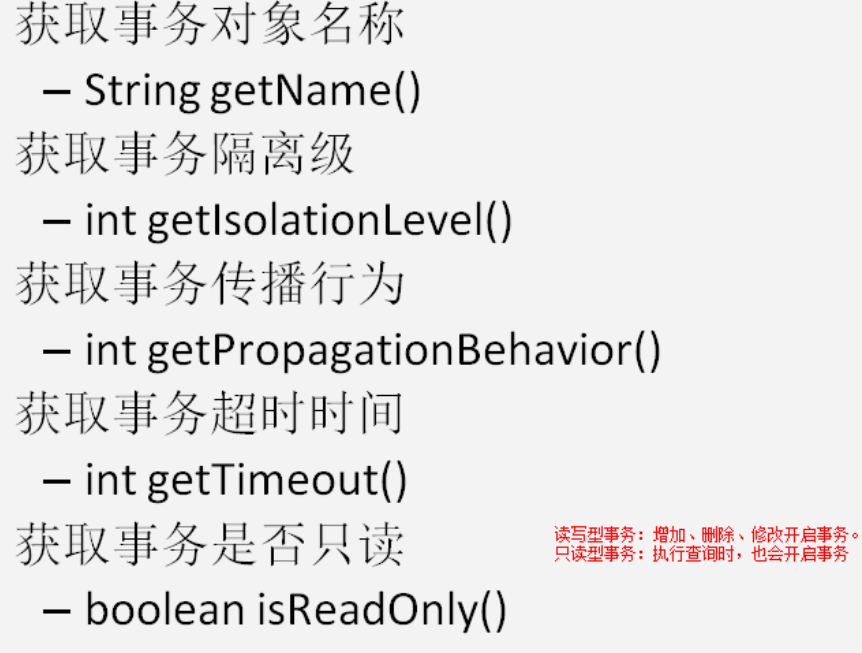 获取事务对象名称
– String getName()
获取事务隔离级
– int getIsolationLevel()
获取事务传播行为
– int getPropagationBehavior()
获取事务超时时间
– int getTimeout()
获取事务是否只读
读写型事务：增加、删除、修改开启事务。
只读型事务：执行查询时，也会开启事务
– boolean isReadOnly()